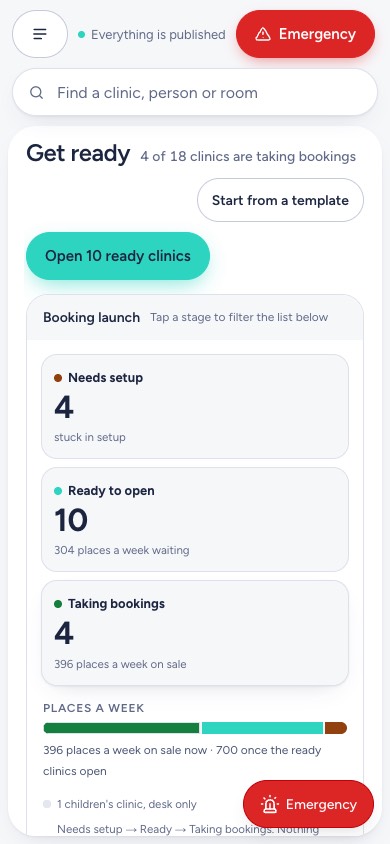 Everything is published
Emergency
Find a clinic, person or room
Get ready 4 of 18 clinics are taking bookings
Start from a template
Open 10 ready clinics
Booking launch Tap a stage to filter the list below
Needs setup
4
stuck in setup
Ready to open
10
304 places a week waiting
Taking bookings
4
396 places a week on sale
PLACES A WEEK
396 places a week on sale now · 700 once the ready
clinics open
1 children's clinic, desk only
Emergency
Needs setup → Ready → Taking bookings. Nothing